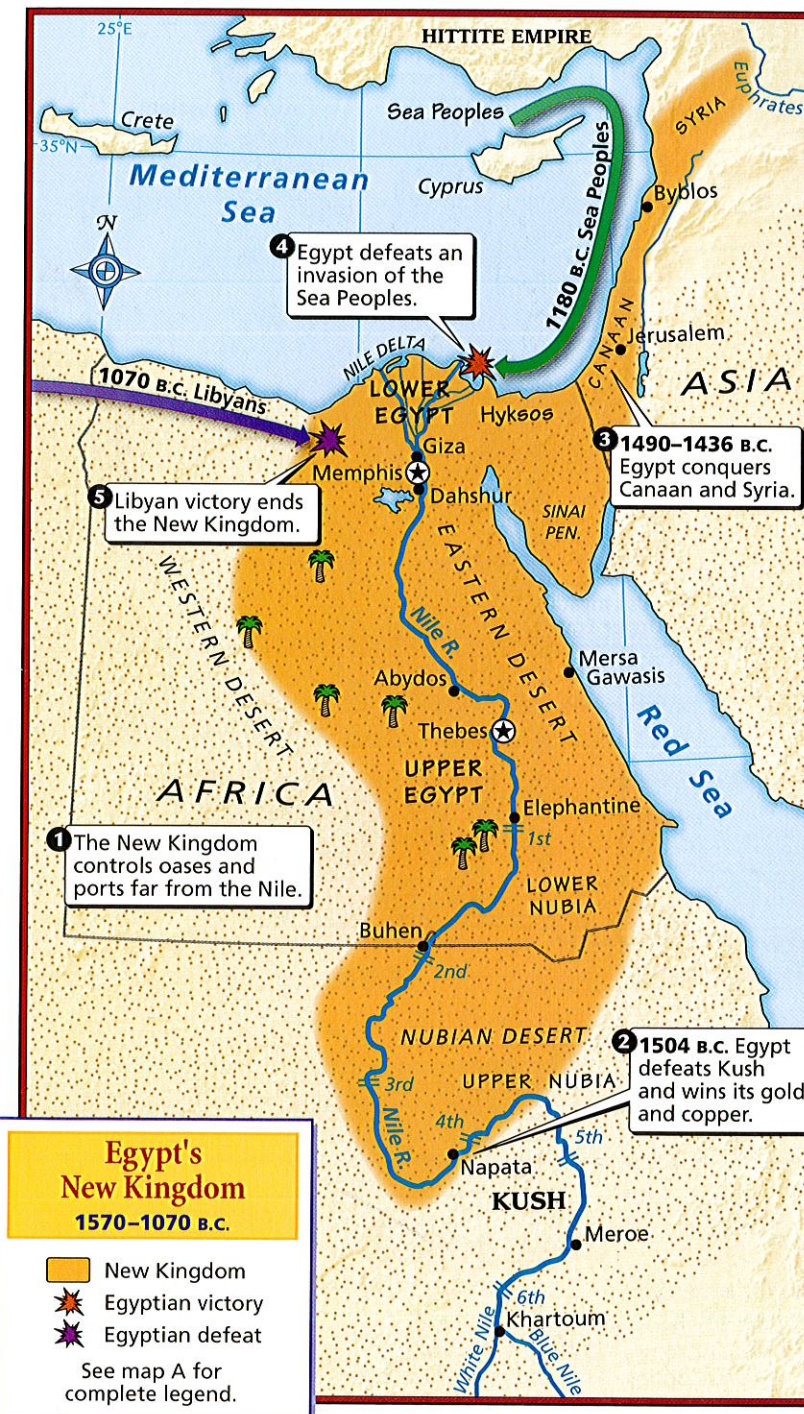 25°E
HITTITE EMPIRE
Euphrates
SYRIA
Crete
Sea Peoples
35°N
Mediterranean
Sea
Cyprus
Byblos
N
1180 B.C. Sea Peoples
4 Egypt defeats an
invasion of the
Sea Peoples.
CANAAN
Jerusalem
NILE DELTA
ASIA
1070 B.C. Libyans
LOWER
EGYPT
Hyksos
Giza
3 1490–1436 B.C.
Egypt conquers
Canaan and Syria.
Memphis
Dahshur
5 Libyan victory ends
the New Kingdom.
SINAI
PEN.
WESTERN DESERT
EASTERN DESERT
Nile R.
Mersa
Gawasis
Abydos
Red Sea
Thebes
UPPER
EGYPT
AFRICA
Elephantine
1st
1 The New Kingdom
controls oases and
ports far from the Nile.
LOWER
NUBIA
Buhen
2nd
NUBIAN DESERT
2 1504 B.C. Egypt
defeats Kush
and wins its gold
and copper.
3rd
UPPER NUBIA
4th
5th
Nile R.
Napata
KUSH
Meroe
6th
Khartoum
White Nile
Blue Nile
Egypt's
New Kingdom
1570–1070 B.C.
New Kingdom
Egyptian victory
Egyptian defeat
See map A for
complete legend.